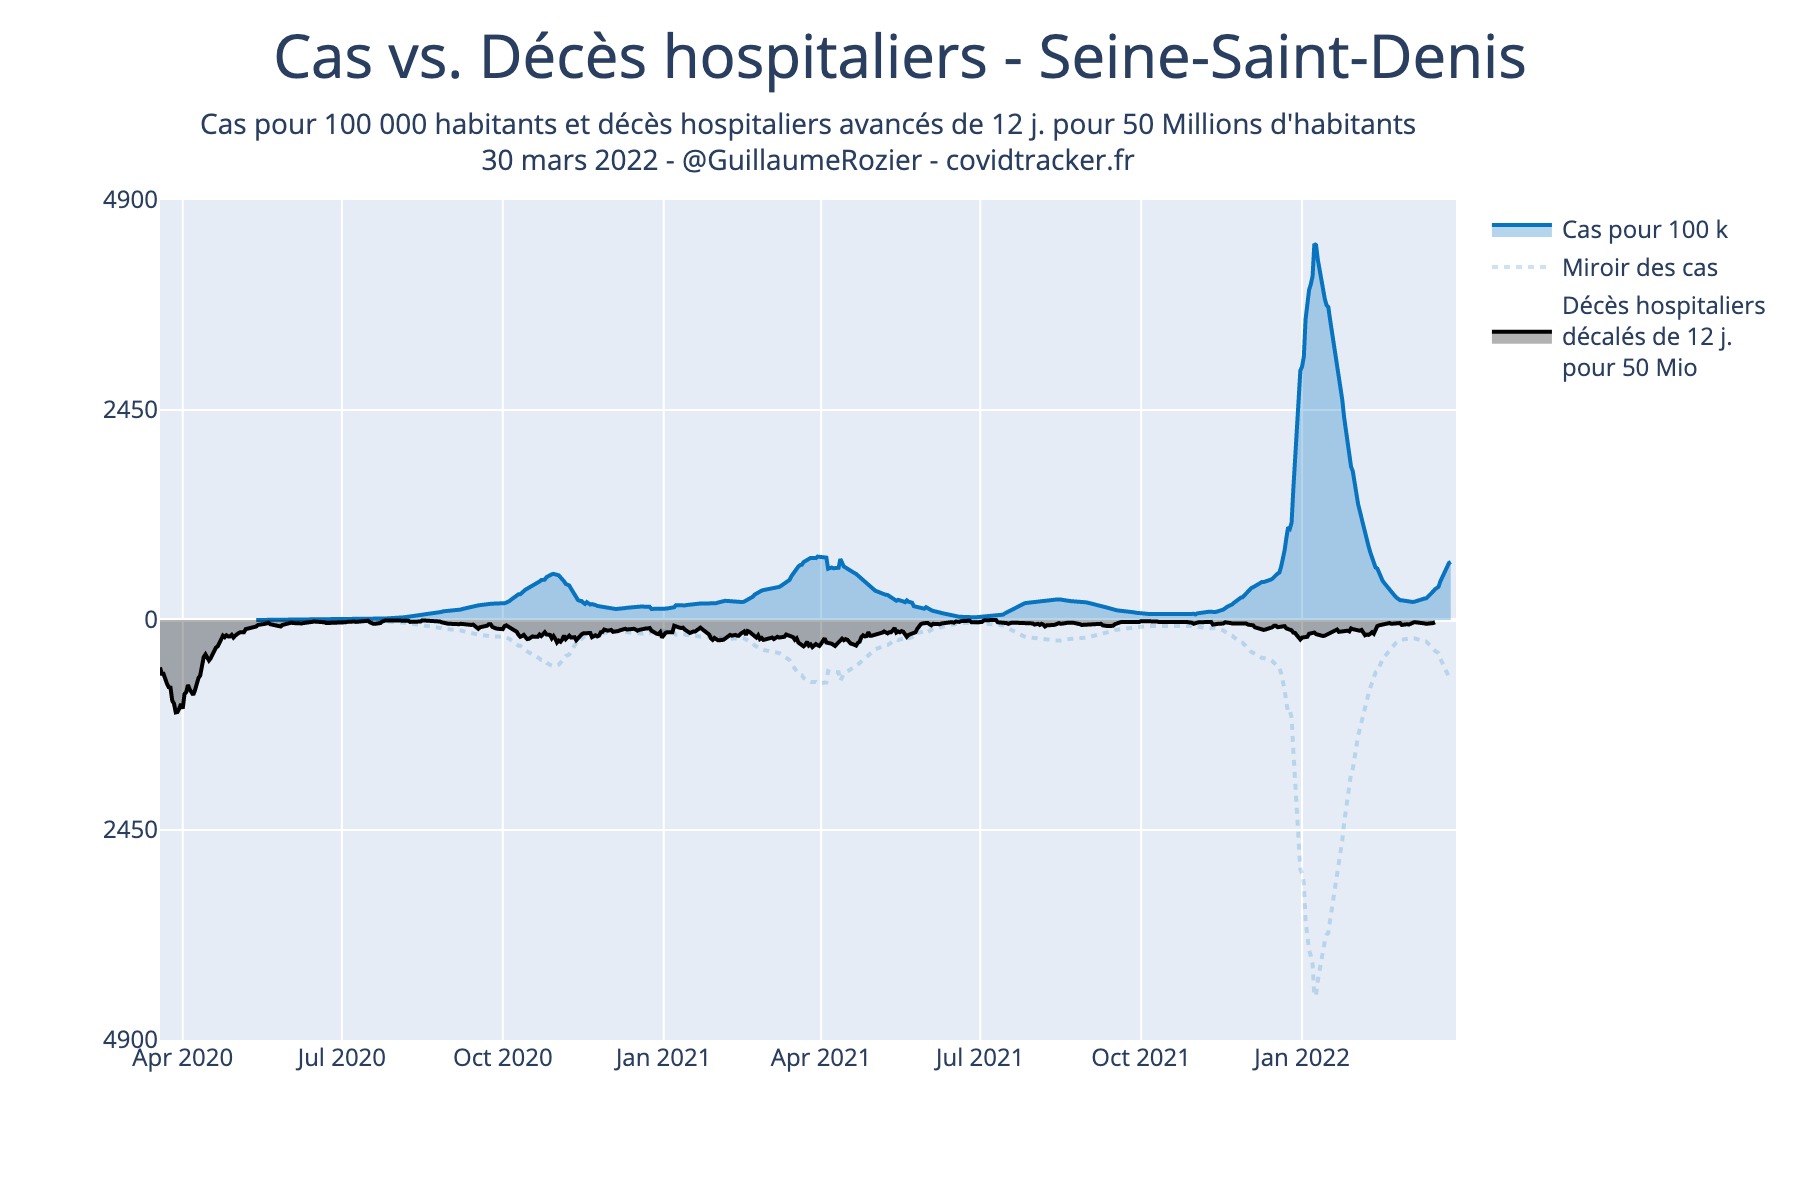 Cas vs. Décès hospitaliers - Seine-Saint-Denis
Cas pour 100 000 habitants et décès hospitaliers avancés de 12 j. pour 50 Millions d'habitants
30 mars 2022 - @GuillaumeRozier - covidtracker.fr
4900
2450
0
2450
4900
Apr 2020
Jul 2020
Oct 2020
Jan 2021
Apr 2021
Jul 2021
Oct 2021
Jan 2022
Cas pour 100 k
Miroir des cas
Décès hospitaliers
décalés de 12 j.
pour 50 Mio